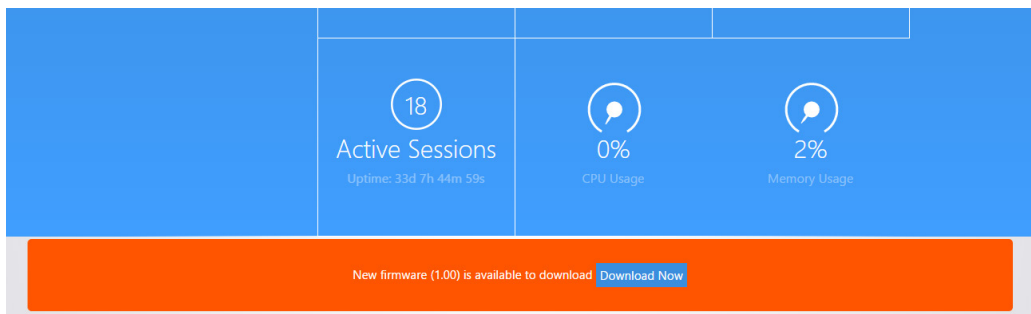 18
Active Sessions
Uptime: 33d 7h 44m 59s
0%
CPU Usage
2%
Memory Usage
New firmware (1.00) is available to download Download Now